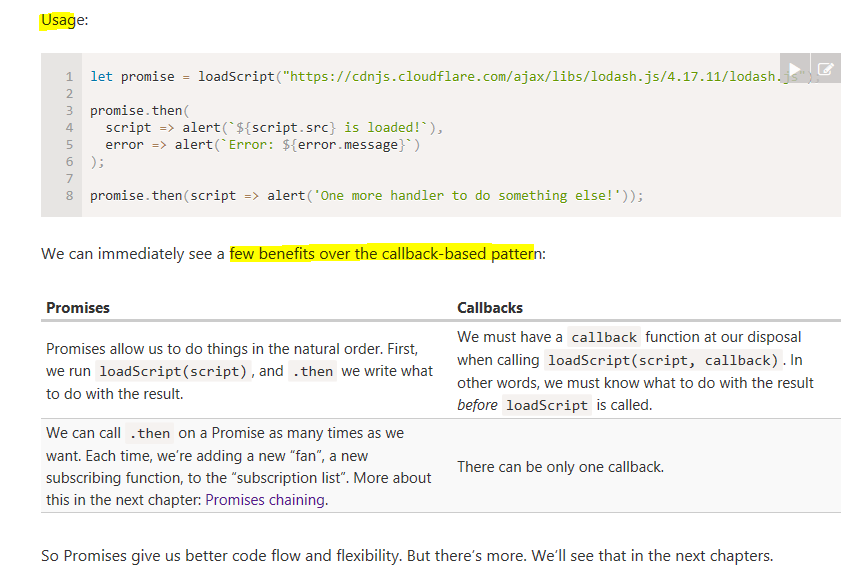 Usage:
1 let promise = loadScript("https://cdnjs.cloudflare.com/ajax/libs/lodash.js/4.17.11/lodash.js");
2
3 promise.then(
4   script => alert(`${script.src} is loaded!`),
5   error => alert(`Error: ${error.message}`)
6 );
7
8 promise.then(script => alert('One more handler to do something else!'));
We can immediately see a few benefits over the callback-based pattern:
Promises
Callbacks
Promises allow us to do things in the natural order. First,
we run loadScript(script), and .then we write what
to do with the result.
We must have a callback function at our disposal
when calling loadScript(script, callback). In
other words, we must know what to do with the result
before loadScript is called.
We can call .then on a Promise as many times as we
want. Each time, we're adding a new “fan”, a new
subscribing function, to the “subscription list”. More about
this in the next chapter: Promises chaining.
There can be only one callback.
So Promises give us better code flow and flexibility. But there's more. We'll see that in the next chapters.